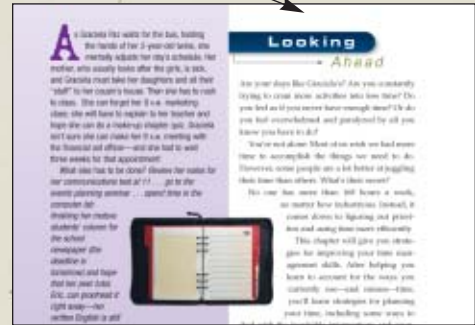 As Graciela Ritz waits for the bus, holding
the hands of her 5-year-old twins, she
mentally adjusts her day's schedule. Her
mother, who usually looks after the girls, is sick,
and Graciela must take her daughters and all their
"stuff" to her cousin's house. Then she has to rush
to class. She can forget her 9 a.m. marketing
class; she will have to explain to her teacher and
hope she can do a make-up chapter quiz. Graciela
isn't sure she can make her 11 a.m. meeting with
the financial aid office—and she had to wait
three weeks for that appointment!
What else has to be done? Review her notes for
her communications test at 11 . . . go to the
events planning seminar . . . spend time in the
computer lab
finishing her
students' column for
the school
newspaper (the
deadline is
tomorrow) and hope
that her peer tutor,
Eric, can proofread it
right away—her
written English is still
Looking
Ahead
Are your days like Graciela's? Are you constantly
trying to cram more activities into less time? Do
you feel as if you never have enough time? Or do
you feel overwhelmed and paralyzed by all you
know you have to do?
You're not alone. Most of us wish we had more
time to accomplish the things we need to do.
However, some people are a lot better at juggling
their time than others. What's their secret?
No one has more than 168 hours a week,
no matter how industrious. Instead, it
comes down to figuring out priori-
ties and using time more efficiently.
This chapter will give you strate-
gies for improving your time man-
agement skills. After helping you
learn to account for the ways you
currently use—and misuse—time,
you'll learn strategies for planning
your time, including some ways to